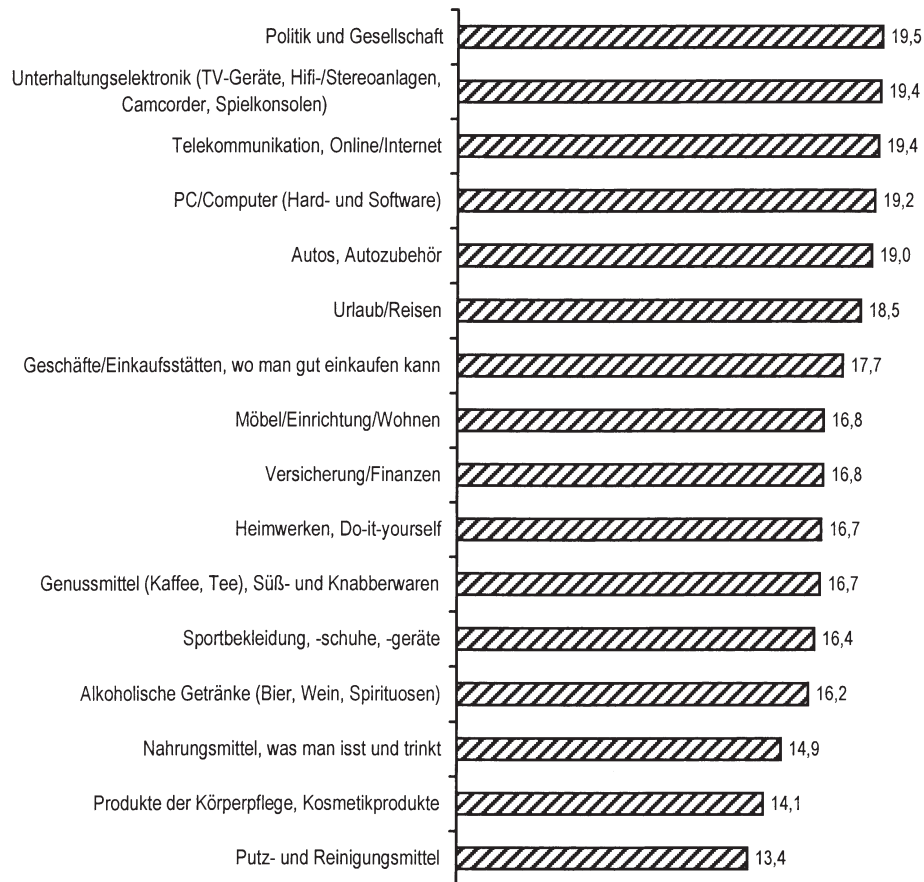 Politik und Gesellschaft 19,5
Unterhaltungselektronik (TV-Geräte, Hifi-/Stereoanlagen,
Camcorder, Spielkonsolen) 19,4
Telekommunikation, Online/Internet 19,4
PC/Computer (Hard- und Software) 19,2
Autos, Autozubehör 19,0
Urlaub/Reisen 18,5
Geschäfte/Einkaufsstätten, wo man gut einkaufen kann 17,7
Möbel/Einrichtung/Wohnen 16,8
Versicherung/Finanzen 16,8
Heimwerken, Do-it-yourself 16,7
Genussmittel (Kaffee, Tee), Süß- und Knabberwaren 16,7
Sportbekleidung, -schuhe, -geräte 16,4
Alkoholische Getränke (Bier, Wein, Spirituosen) 16,2
Nahrungsmittel, was man isst und trinkt 14,9
Produkte der Körperpflege, Kosmetikprodukte 14,1
Putz- und Reinigungsmittel 13,4